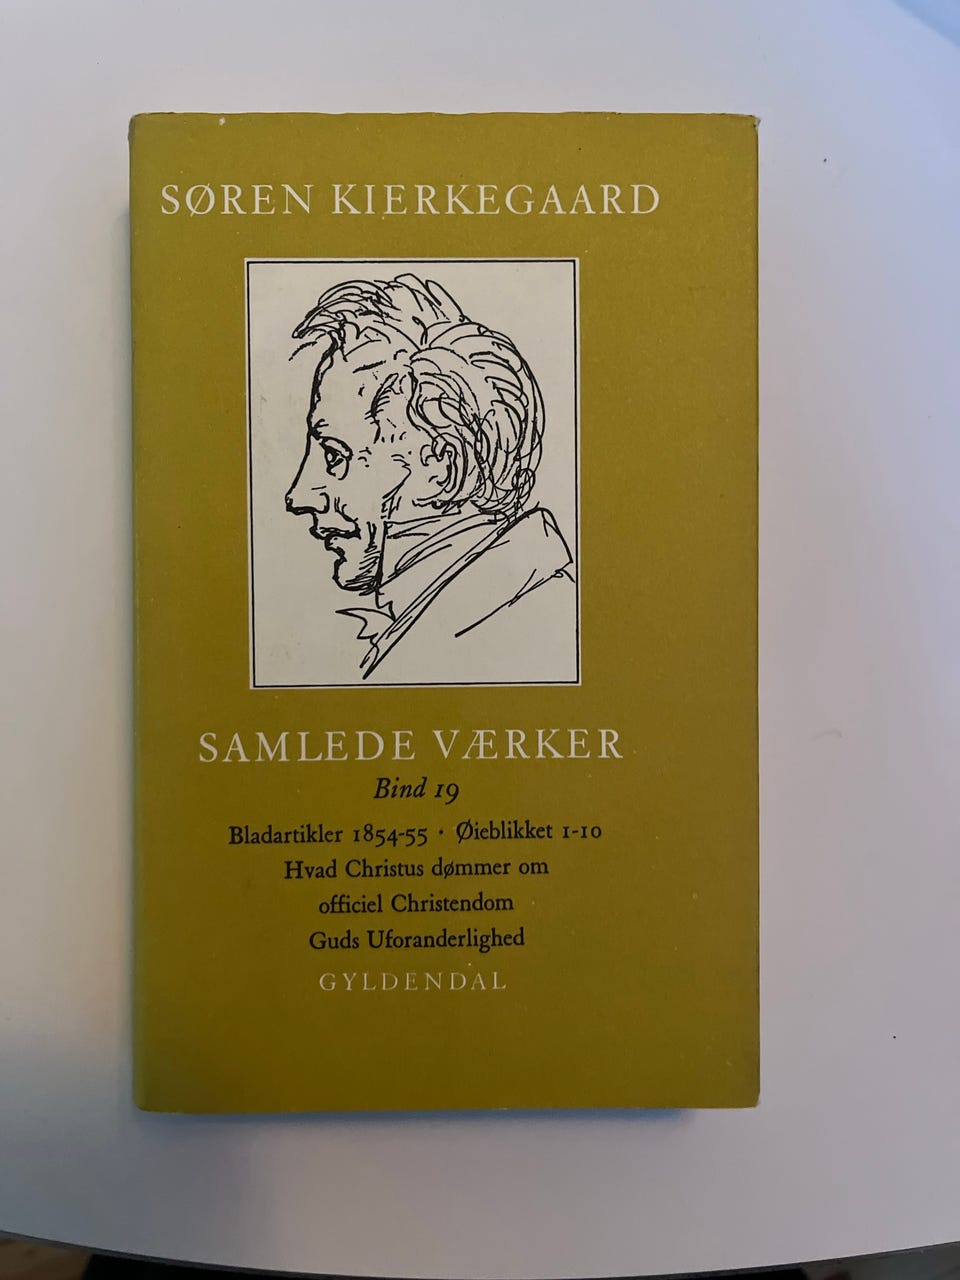 SØREN KIERKEGAARD
SAMLEDE VÆRKER
Bind 19
Bladartikler 1854-55 · Øieblikket 1-10
Hvad Christus dømmer om
officiel Christendom
Guds Uforanderlighed
GYLDENDAL